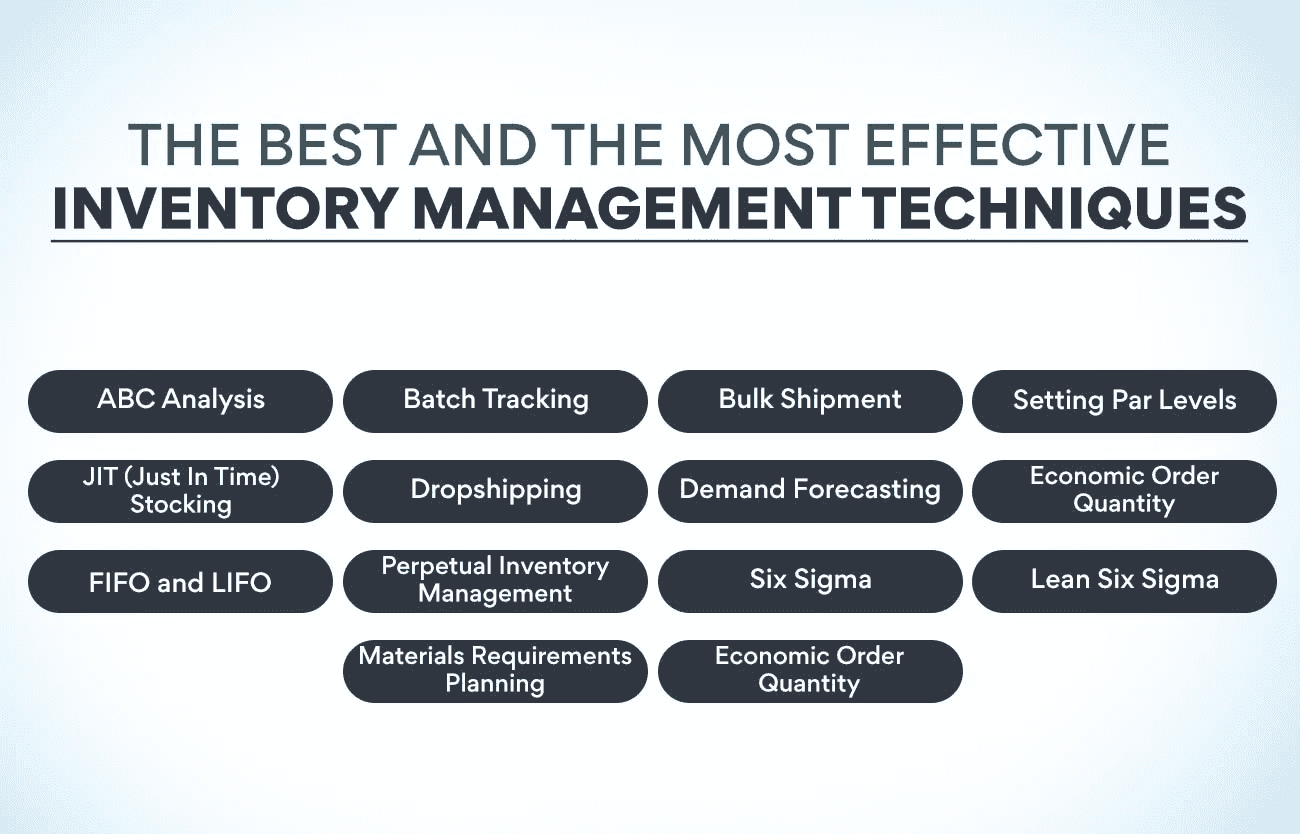 THE BEST AND THE MOST EFFECTIVE
INVENTORY MANAGEMENT TECHNIQUES
ABC Analysis
Batch Tracking
Bulk Shipment
Setting Par Levels
JIT (Just In Time)
Stocking
Dropshipping
Demand Forecasting
Economic Order
Quantity
FIFO and LIFO
Perpetual Inventory
Management
Six Sigma
Lean Six Sigma
Materials Requirements
Planning
Economic Order
Quantity